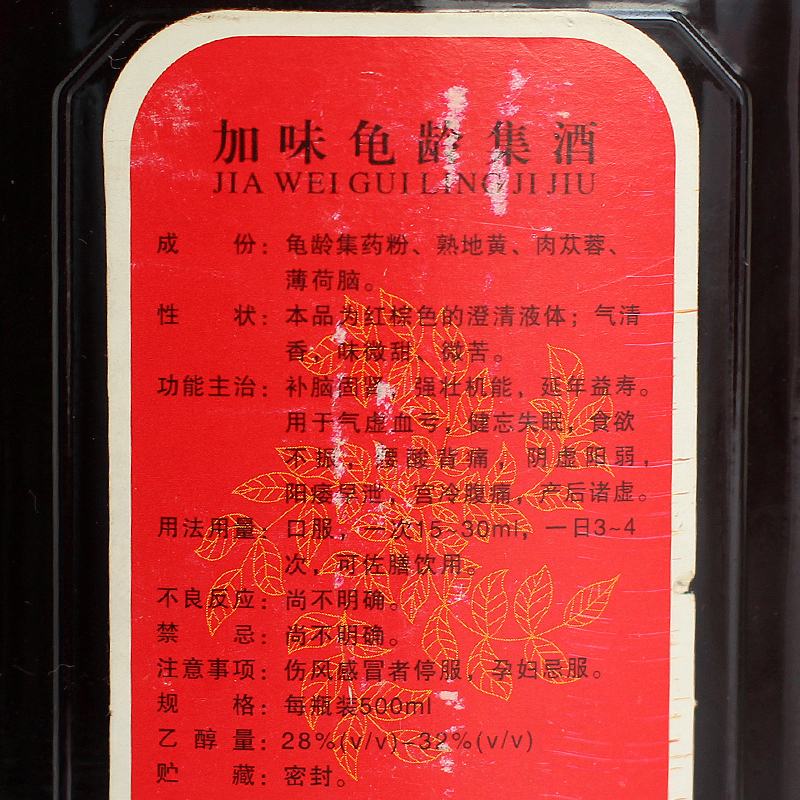 加味龟龄集酒
JIA WEI GUI LING JI JIU
成份：龟龄集药粉、熟地黄、肉苁蓉、
薄荷脑。
性状：本品为红棕色的澄清液体；气清
香，味微甜、微苦。
功能主治：补脑固肾，强壮机能，延年益寿。
用于气虚血亏，健忘失眠，食欲
不振，腰酸背痛，阴虚阳弱，
阳痿早泄，宫冷腹痛，产后诸虚。
用法用量：口服，一次15~30ml，一日3~4
次，可佐膳饮用。
不良反应：尚不明确。
禁忌：尚不明确。
注意事项：伤风感冒者停服，孕妇忌服。
规格：每瓶装500ml
乙醇量：28%(v/v)~32%(v/v)
贮藏：密封。